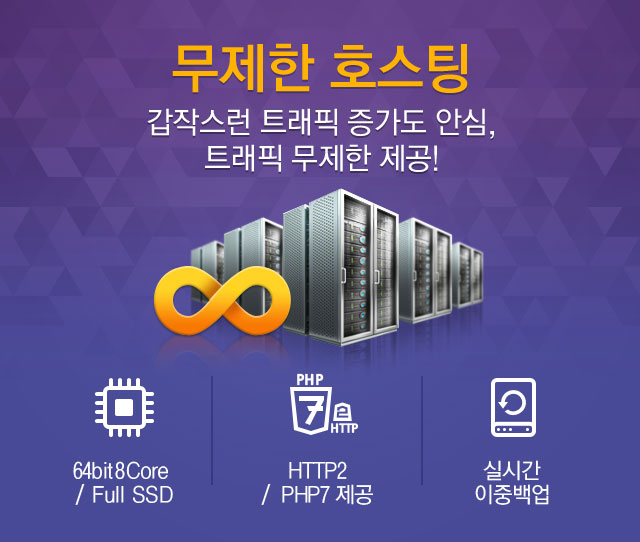 무제한 호스팅
갑작스런 트래픽 증가도 안심,
트래픽 무제한 제공!
PHP
7
2
HTTP
64bit 8Core
/ Full SSD
HTTP2
/ PHP7 제공
실시간
이중백업